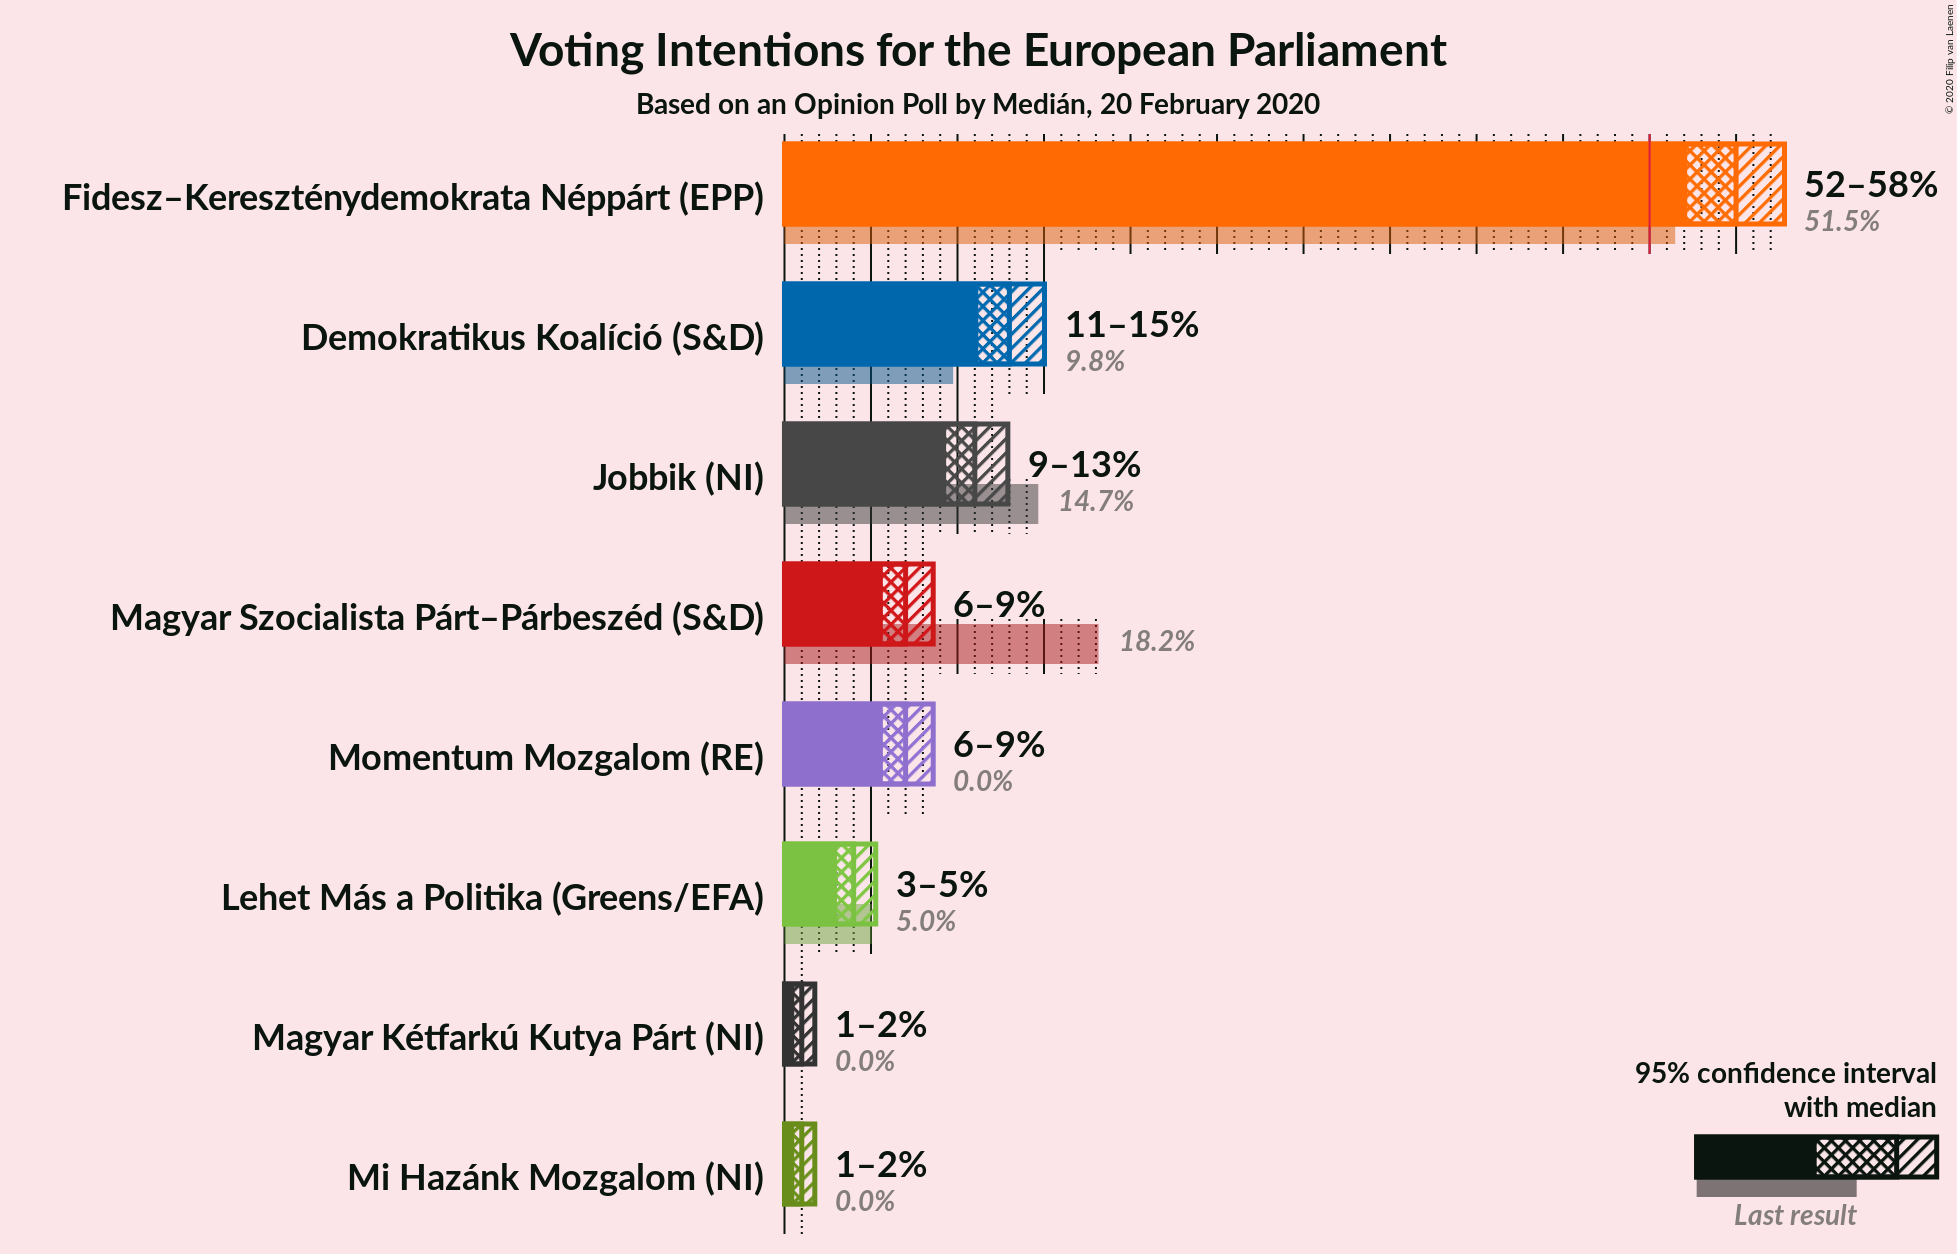 Voting Intentions for the European Parliament
Based on an Opinion Poll by Medián, 20 February 2020
© 2020 Filip van Laenen
Fidesz–Kereszténydemokrata Néppárt (EPP)
52–58%
51.5%
Demokratikus Koalíció (S&D)
11–15%
9.8%
Jobbik (NI)
9–13%
14.7%
Magyar Szocialista Párt–Párbeszéd (S&D)
6–9%
18.2%
Momentum Mozgalom (RE)
6–9%
0.0%
Lehet Más a Politika (Greens/EFA)
3–5%
5.0%
Magyar Kétfarkú Kutya Párt (NI)
1–2%
0.0%
Mi Hazánk Mozgalom (NI)
1–2%
0.0%
95% confidence interval
with median
Last result